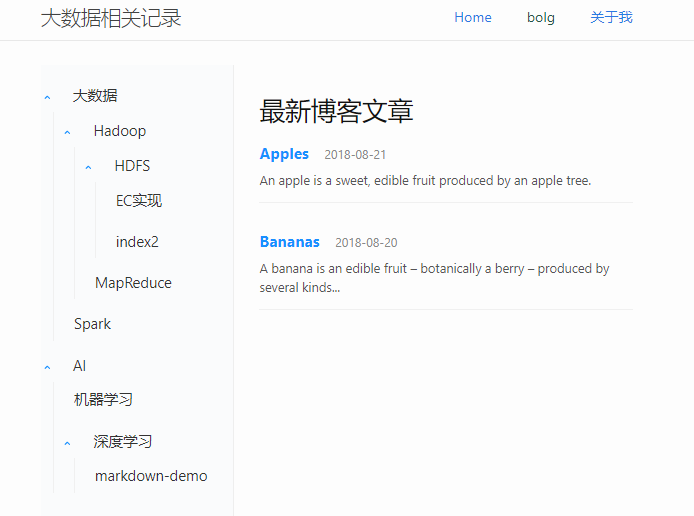 大数据相关记录
Home bolg 关于我
大数据
Hadoop
HDFS
EC实现
index2
MapReduce
Spark
AI
机器学习
深度学习
markdown-demo
最新博客文章
Apples 2018-08-21
An apple is a sweet, edible fruit produced by an apple tree.
Bananas 2018-08-20
A banana is an edible fruit – botanically a berry – produced by
several kinds...